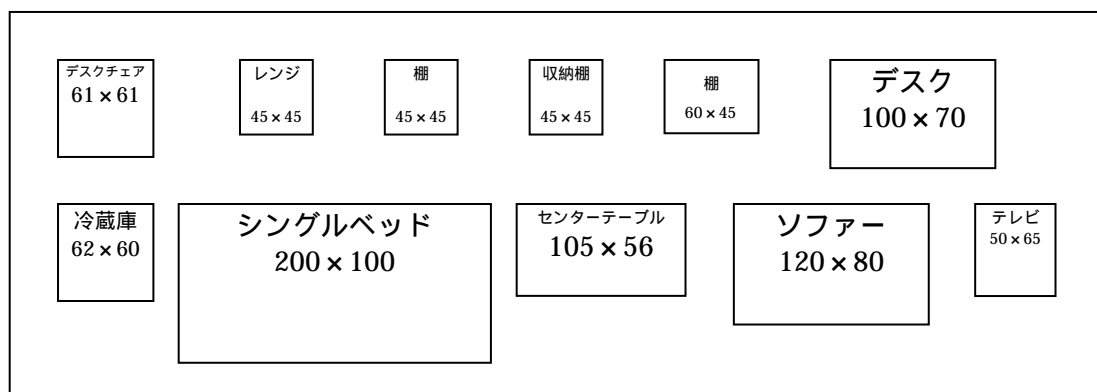 デスクチェア
61×61
レンジ
45×45
棚
45×45
収納棚
45×45
棚
60×45
デスク
100×70
冷蔵庫
62×60
シングルベッド
200×100
センターテーブル
105×56
ソファー
120×80
テレビ
50×65